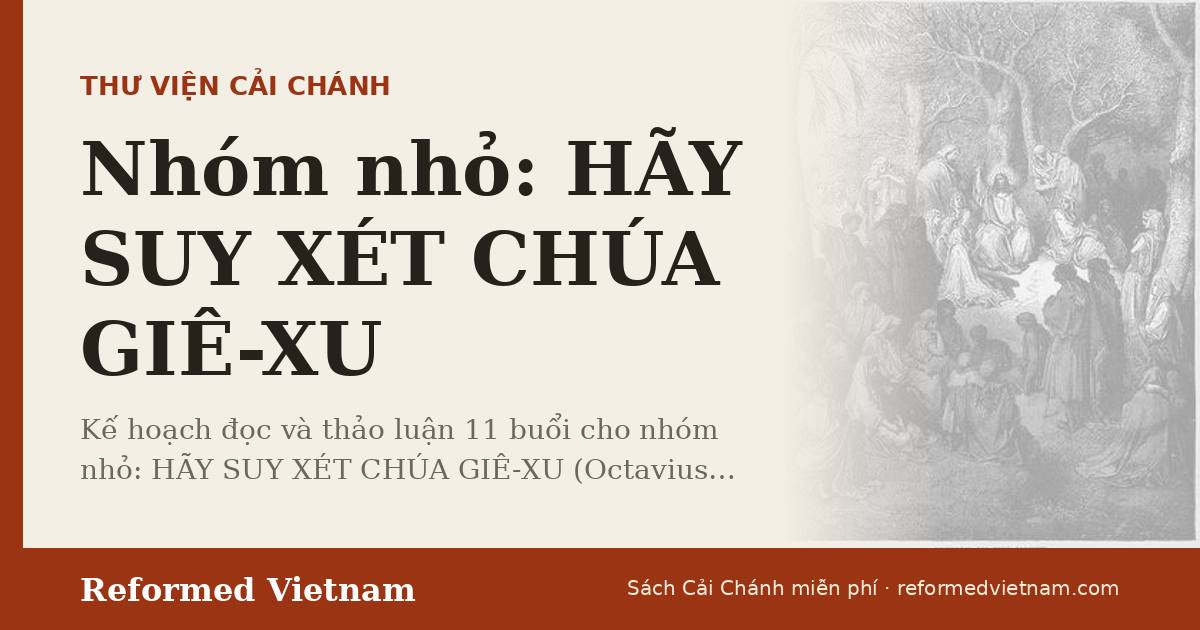 THƯ VIỆN CẢI CHÁNH
Nhóm nhỏ: HÃY
SUY XÉT CHÚA
GIÊ-XU
Kế hoạch đọc và thảo luận 11 buổi cho nhóm
nhỏ: HÃY SUY XÉT CHÚA GIÊ-XU (Octavius…
Reformed Vietnam
Sách Cải Chánh miễn phí · reformedvietnam.com